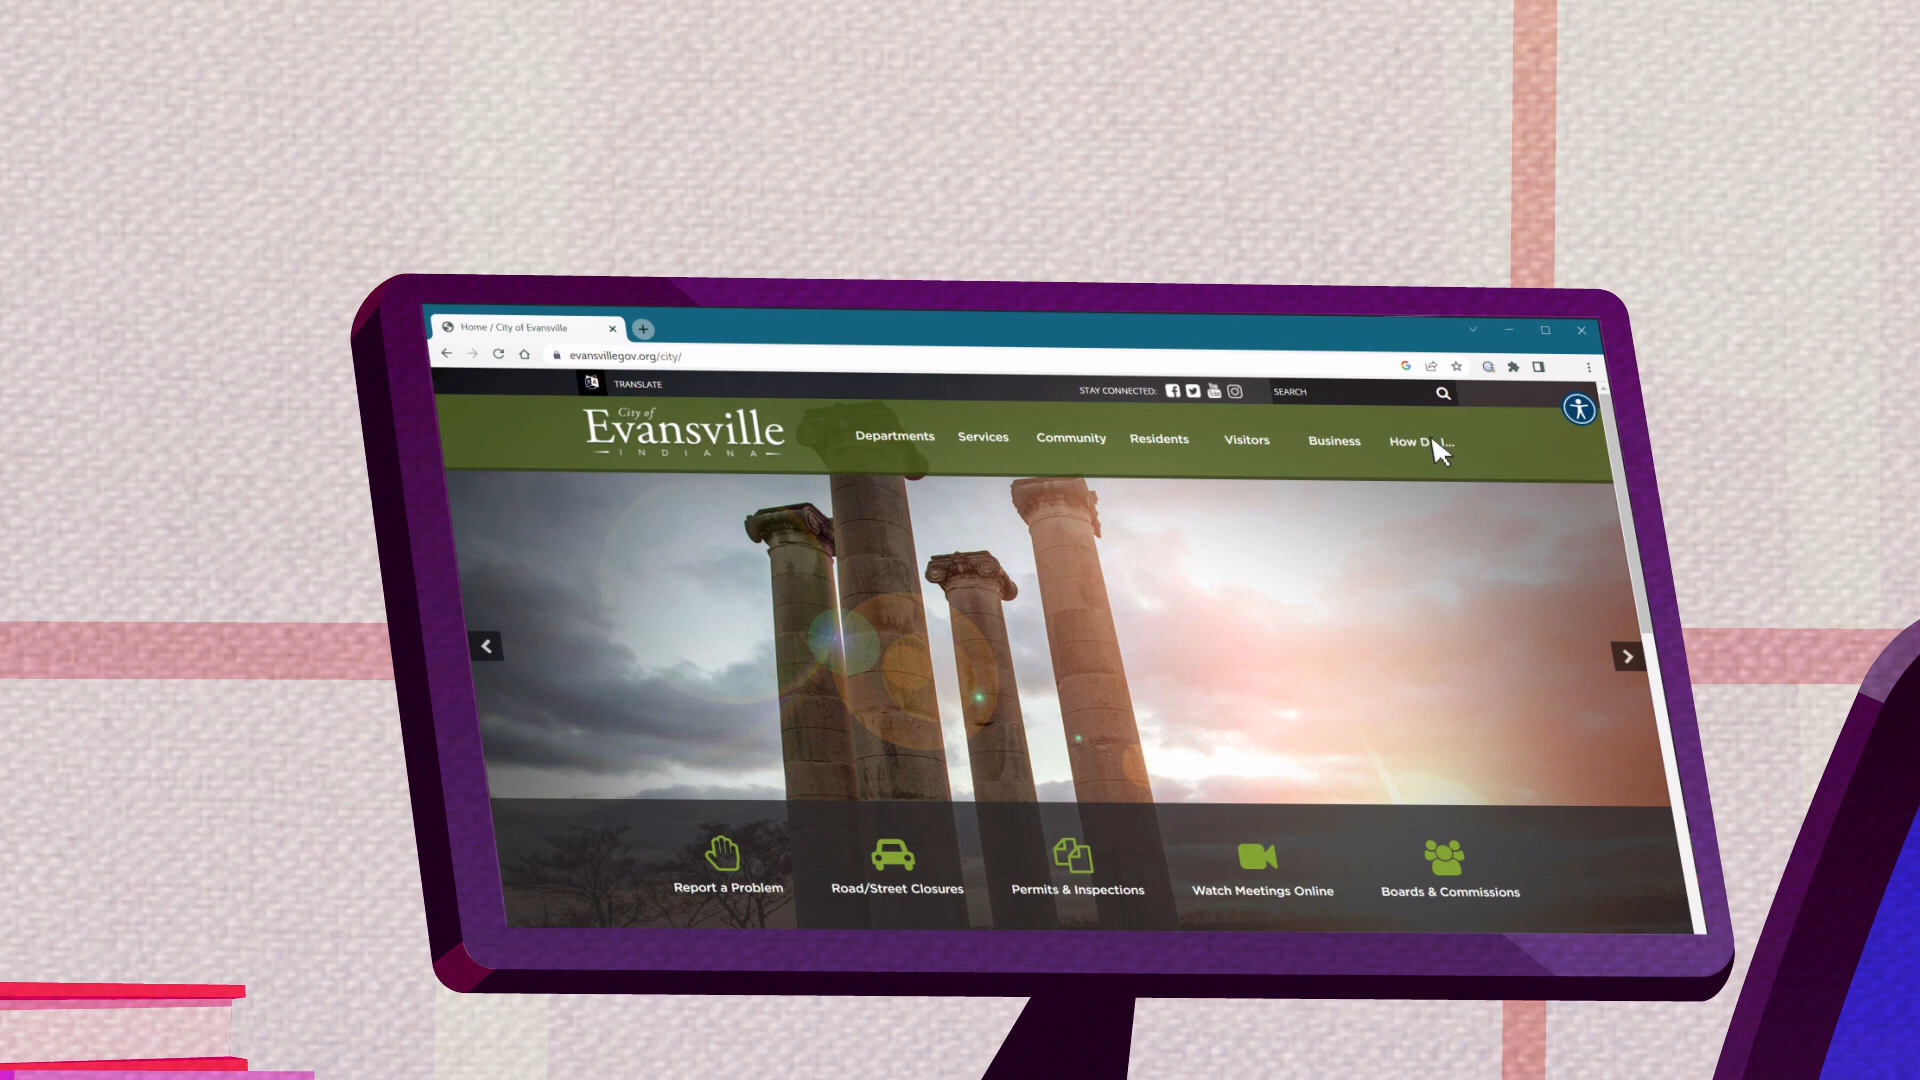 Home / City of Evansville
evansvillegov.org/city/
TRANSLATE
STAY CONNECTED:
SEARCH
City of
Evansville
INDIANA
Departments
Services
Community
Residents
Visitors
Business
How D I...
Report a Problem
Road/Street Closures
Permits & Inspections
Watch Meetings Online
Boards & Commissions